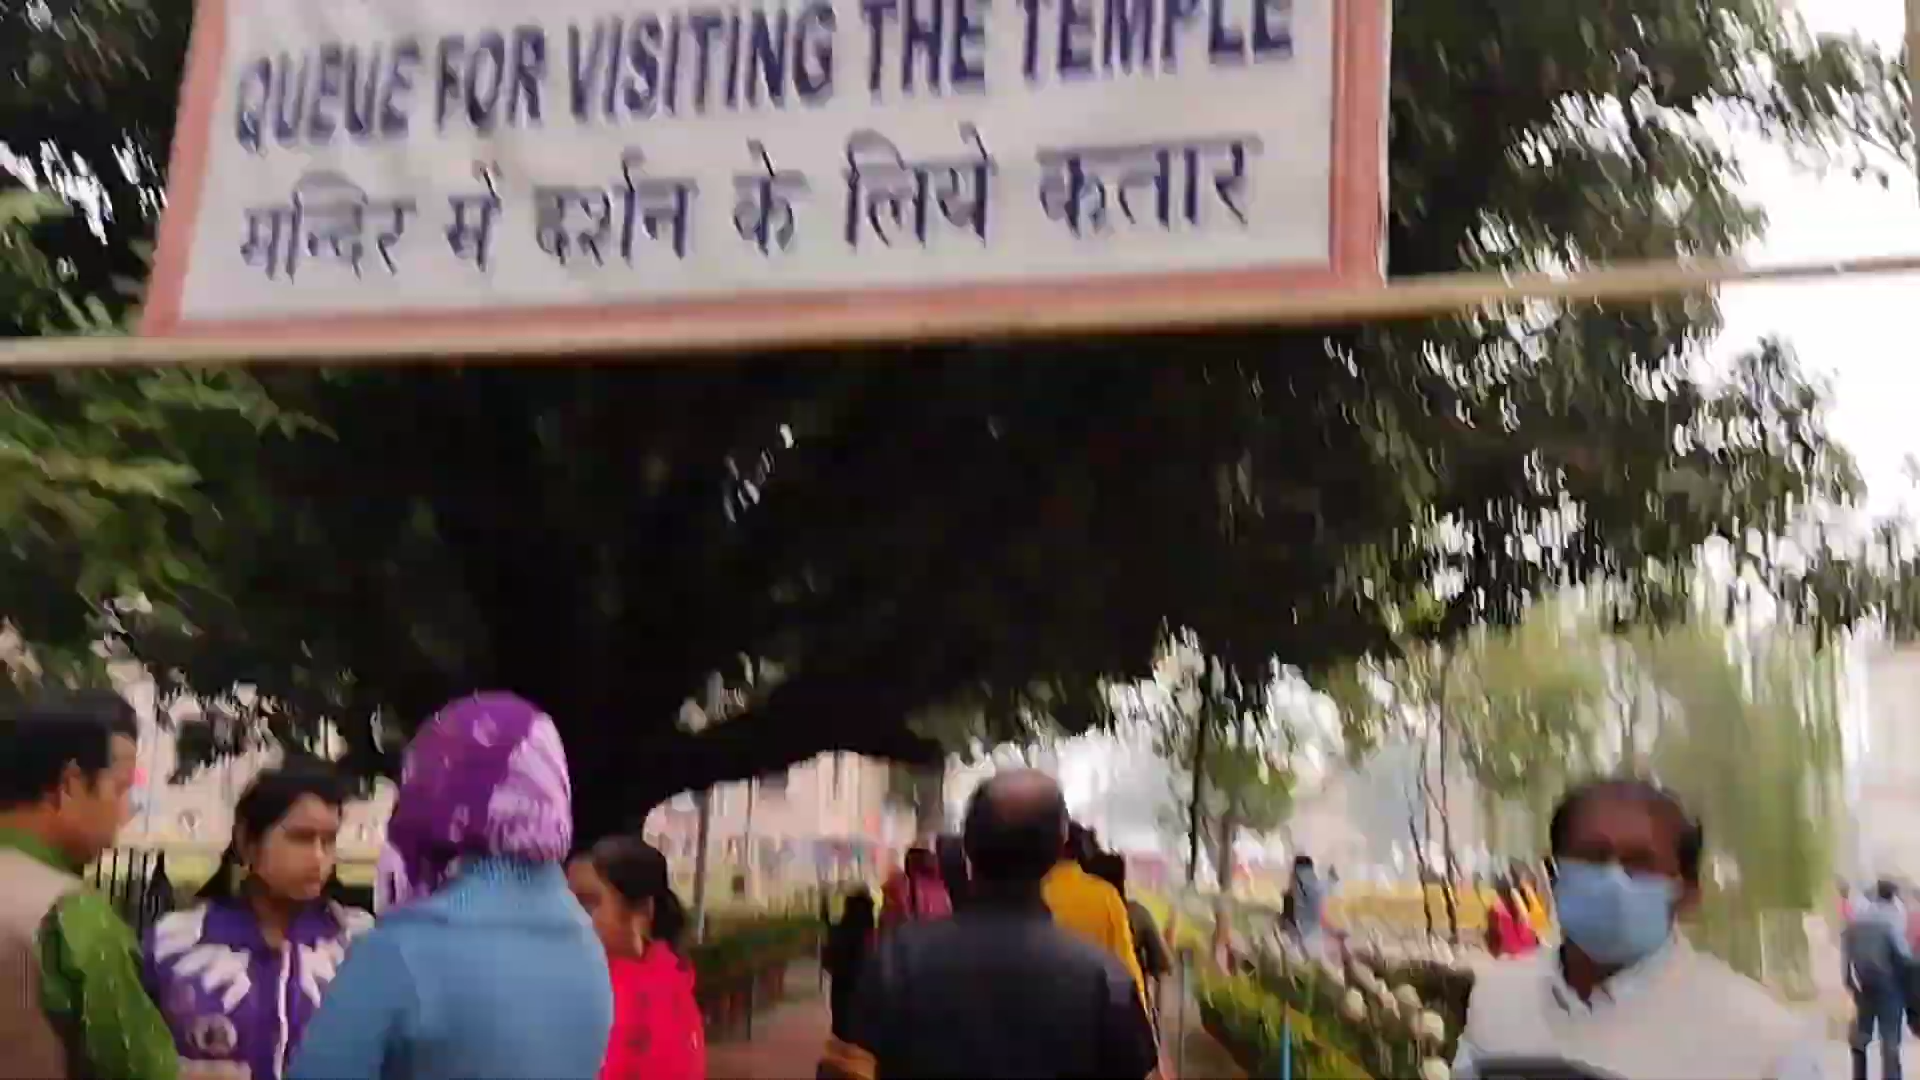 QUEUE FOR VISITING THE TEMPLE
मन्दिर में दर्शन के लिये कतार